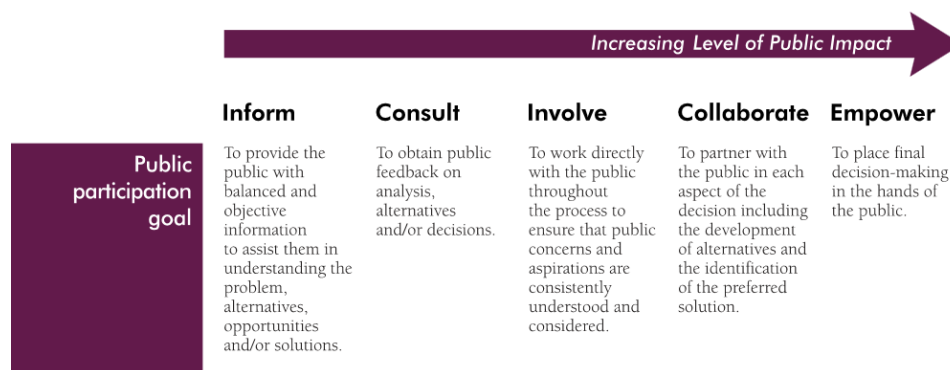 Increasing Level of Public Impact
Inform
Consult
Involve
Collaborate
Empower
Public
participation
goal
To provide the
public with
balanced and
objective
information
to assist them in
understanding the
problem,
alternatives,
opportunities
and/or solutions.
To obtain public
feedback on
analysis,
alternatives
and/or decisions.
To work directly
with the public
throughout
the process to
ensure that public
concerns and
aspirations are
consistently
understood and
considered.
To partner with
the public in each
aspect of the
decision including
the development
of alternatives and
the identification
of the preferred
solution.
To place final
decision-making
in the hands of
the public.